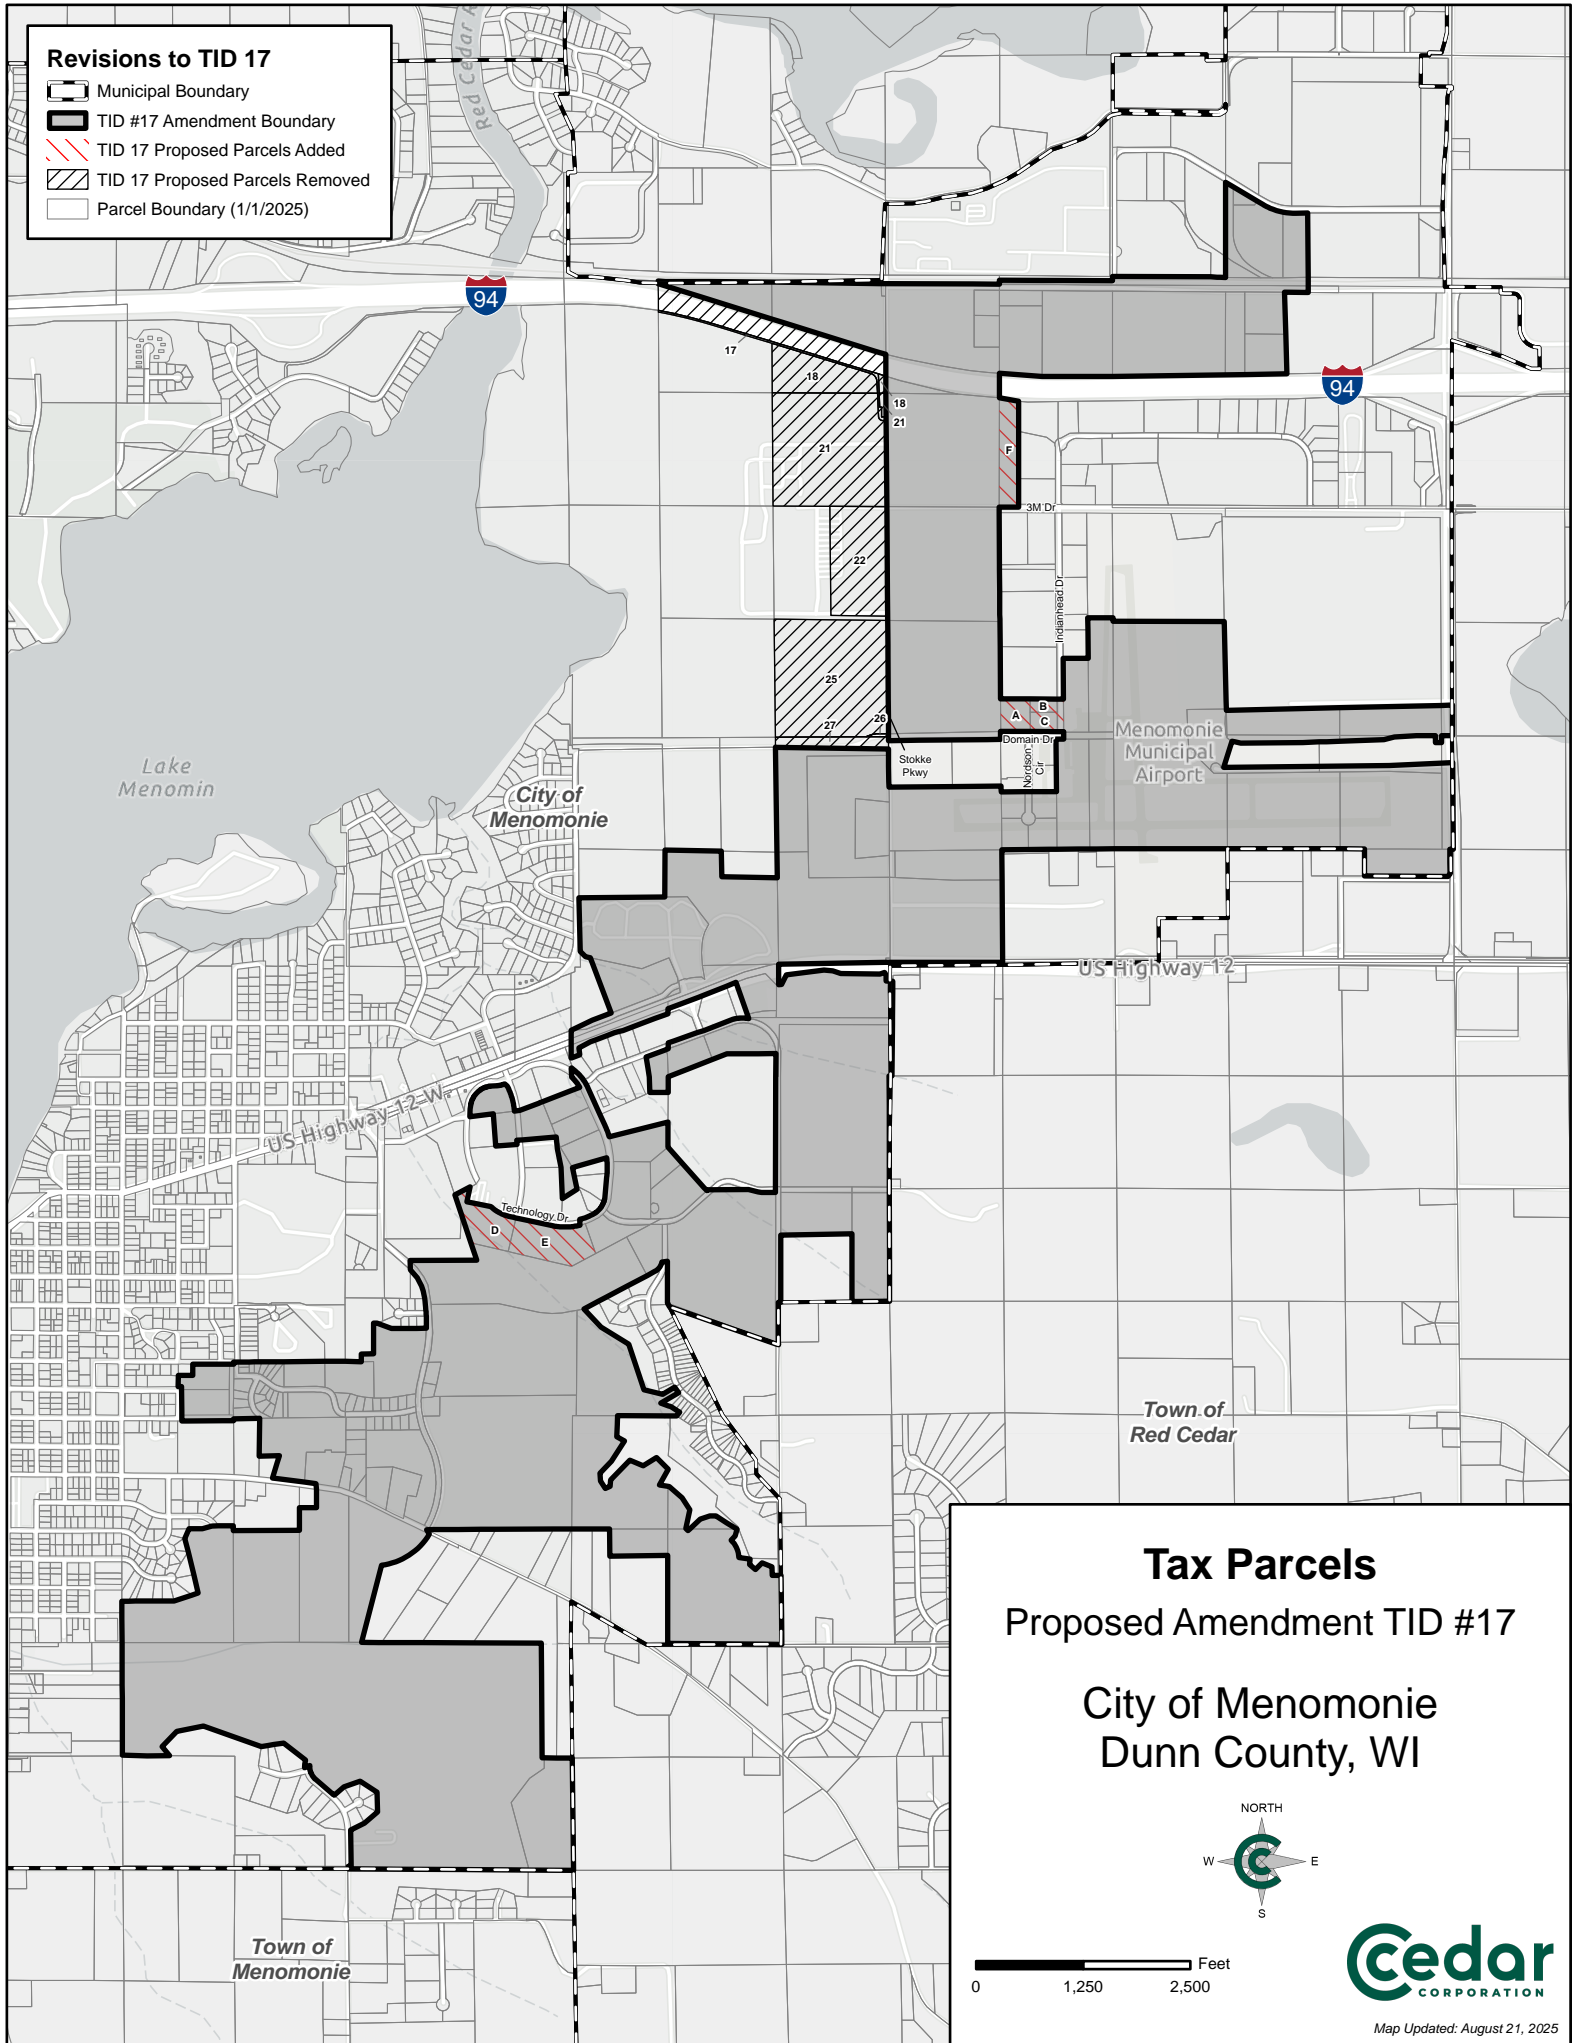 Revisions to TID 17
Municipal Boundary
TID #17 Amendment Boundary
TID 17 Proposed Parcels Added
TID 17 Proposed Parcels Removed
Parcel Boundary (1/1/2025)
Red Cedar R
94
17
18
94
18
21
21
F
3M Dr
22
Indianhead Dr
25
A
B
C
26
27
Domain Dr
Stokke
Pkwy
Nordson
Cir
Menomonie
Municipal
Airport
Lake
Menomin
City of
Menomonie
US Highway 12
US Highway 12 W
Technology Dr
D
E
Town of
Red Cedar
Tax Parcels
Proposed Amendment TID #17
City of Menomonie
Dunn County, WI
NORTH
W
E
S
Town of
Menomonie
Feet
0
1,250
2,500
cedar
CORPORATION
Map Updated: August 21, 2025